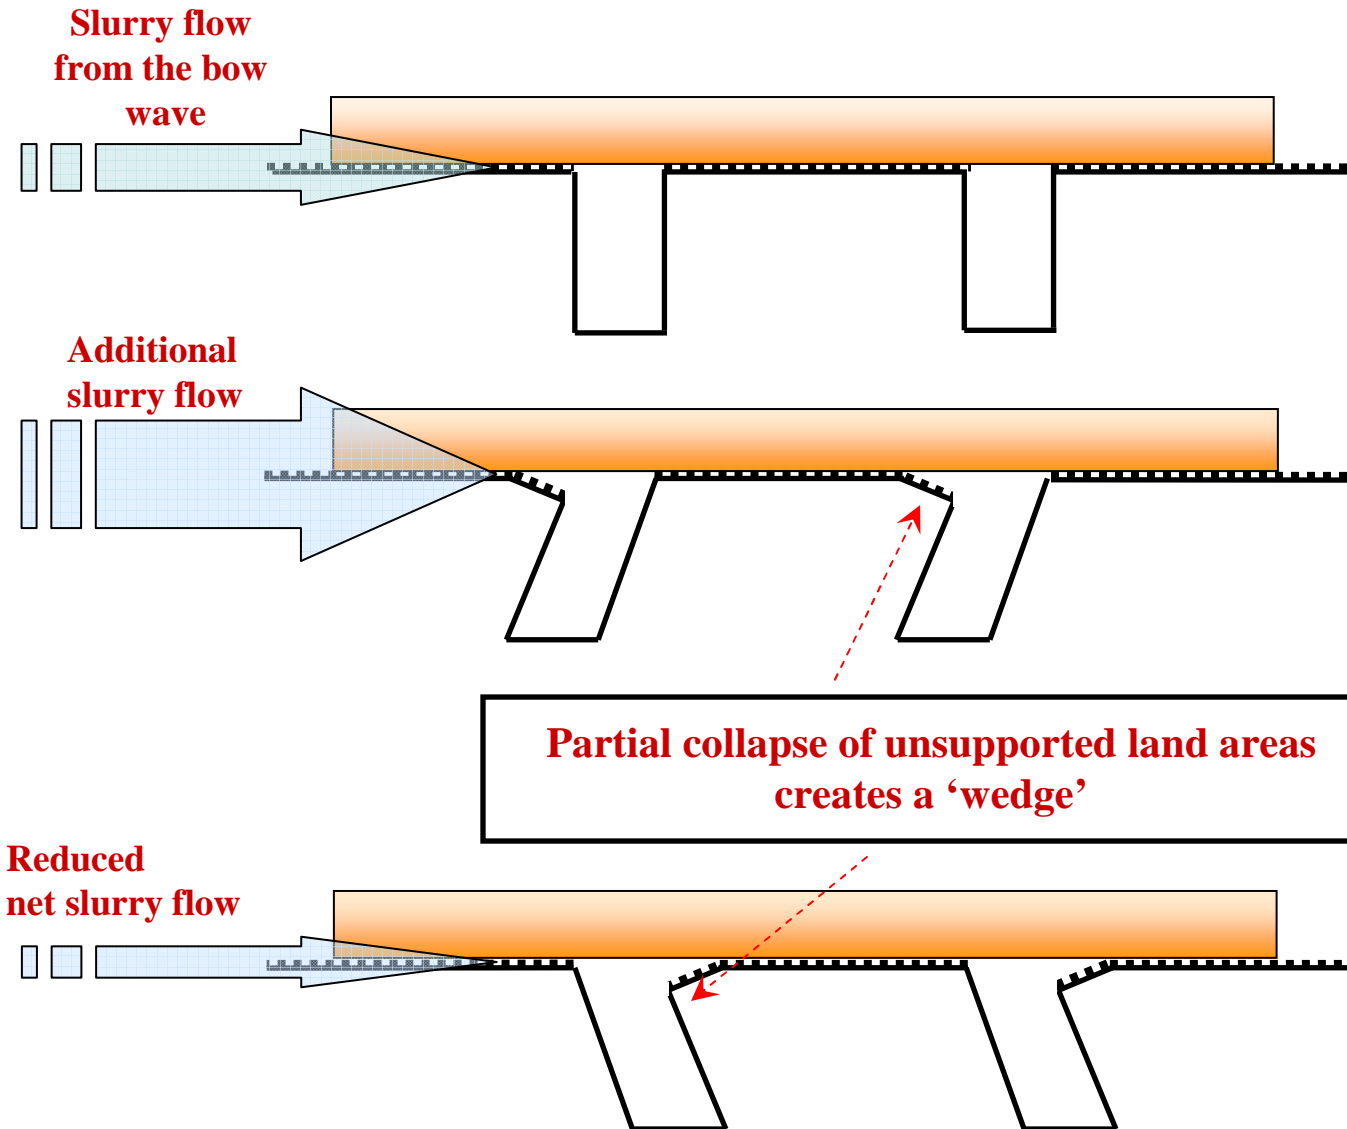 Slurry flow
from the bow
wave
Additional
slurry flow
Partial collapse of unsupported land areas
creates a ‘wedge’
Reduced
net slurry flow